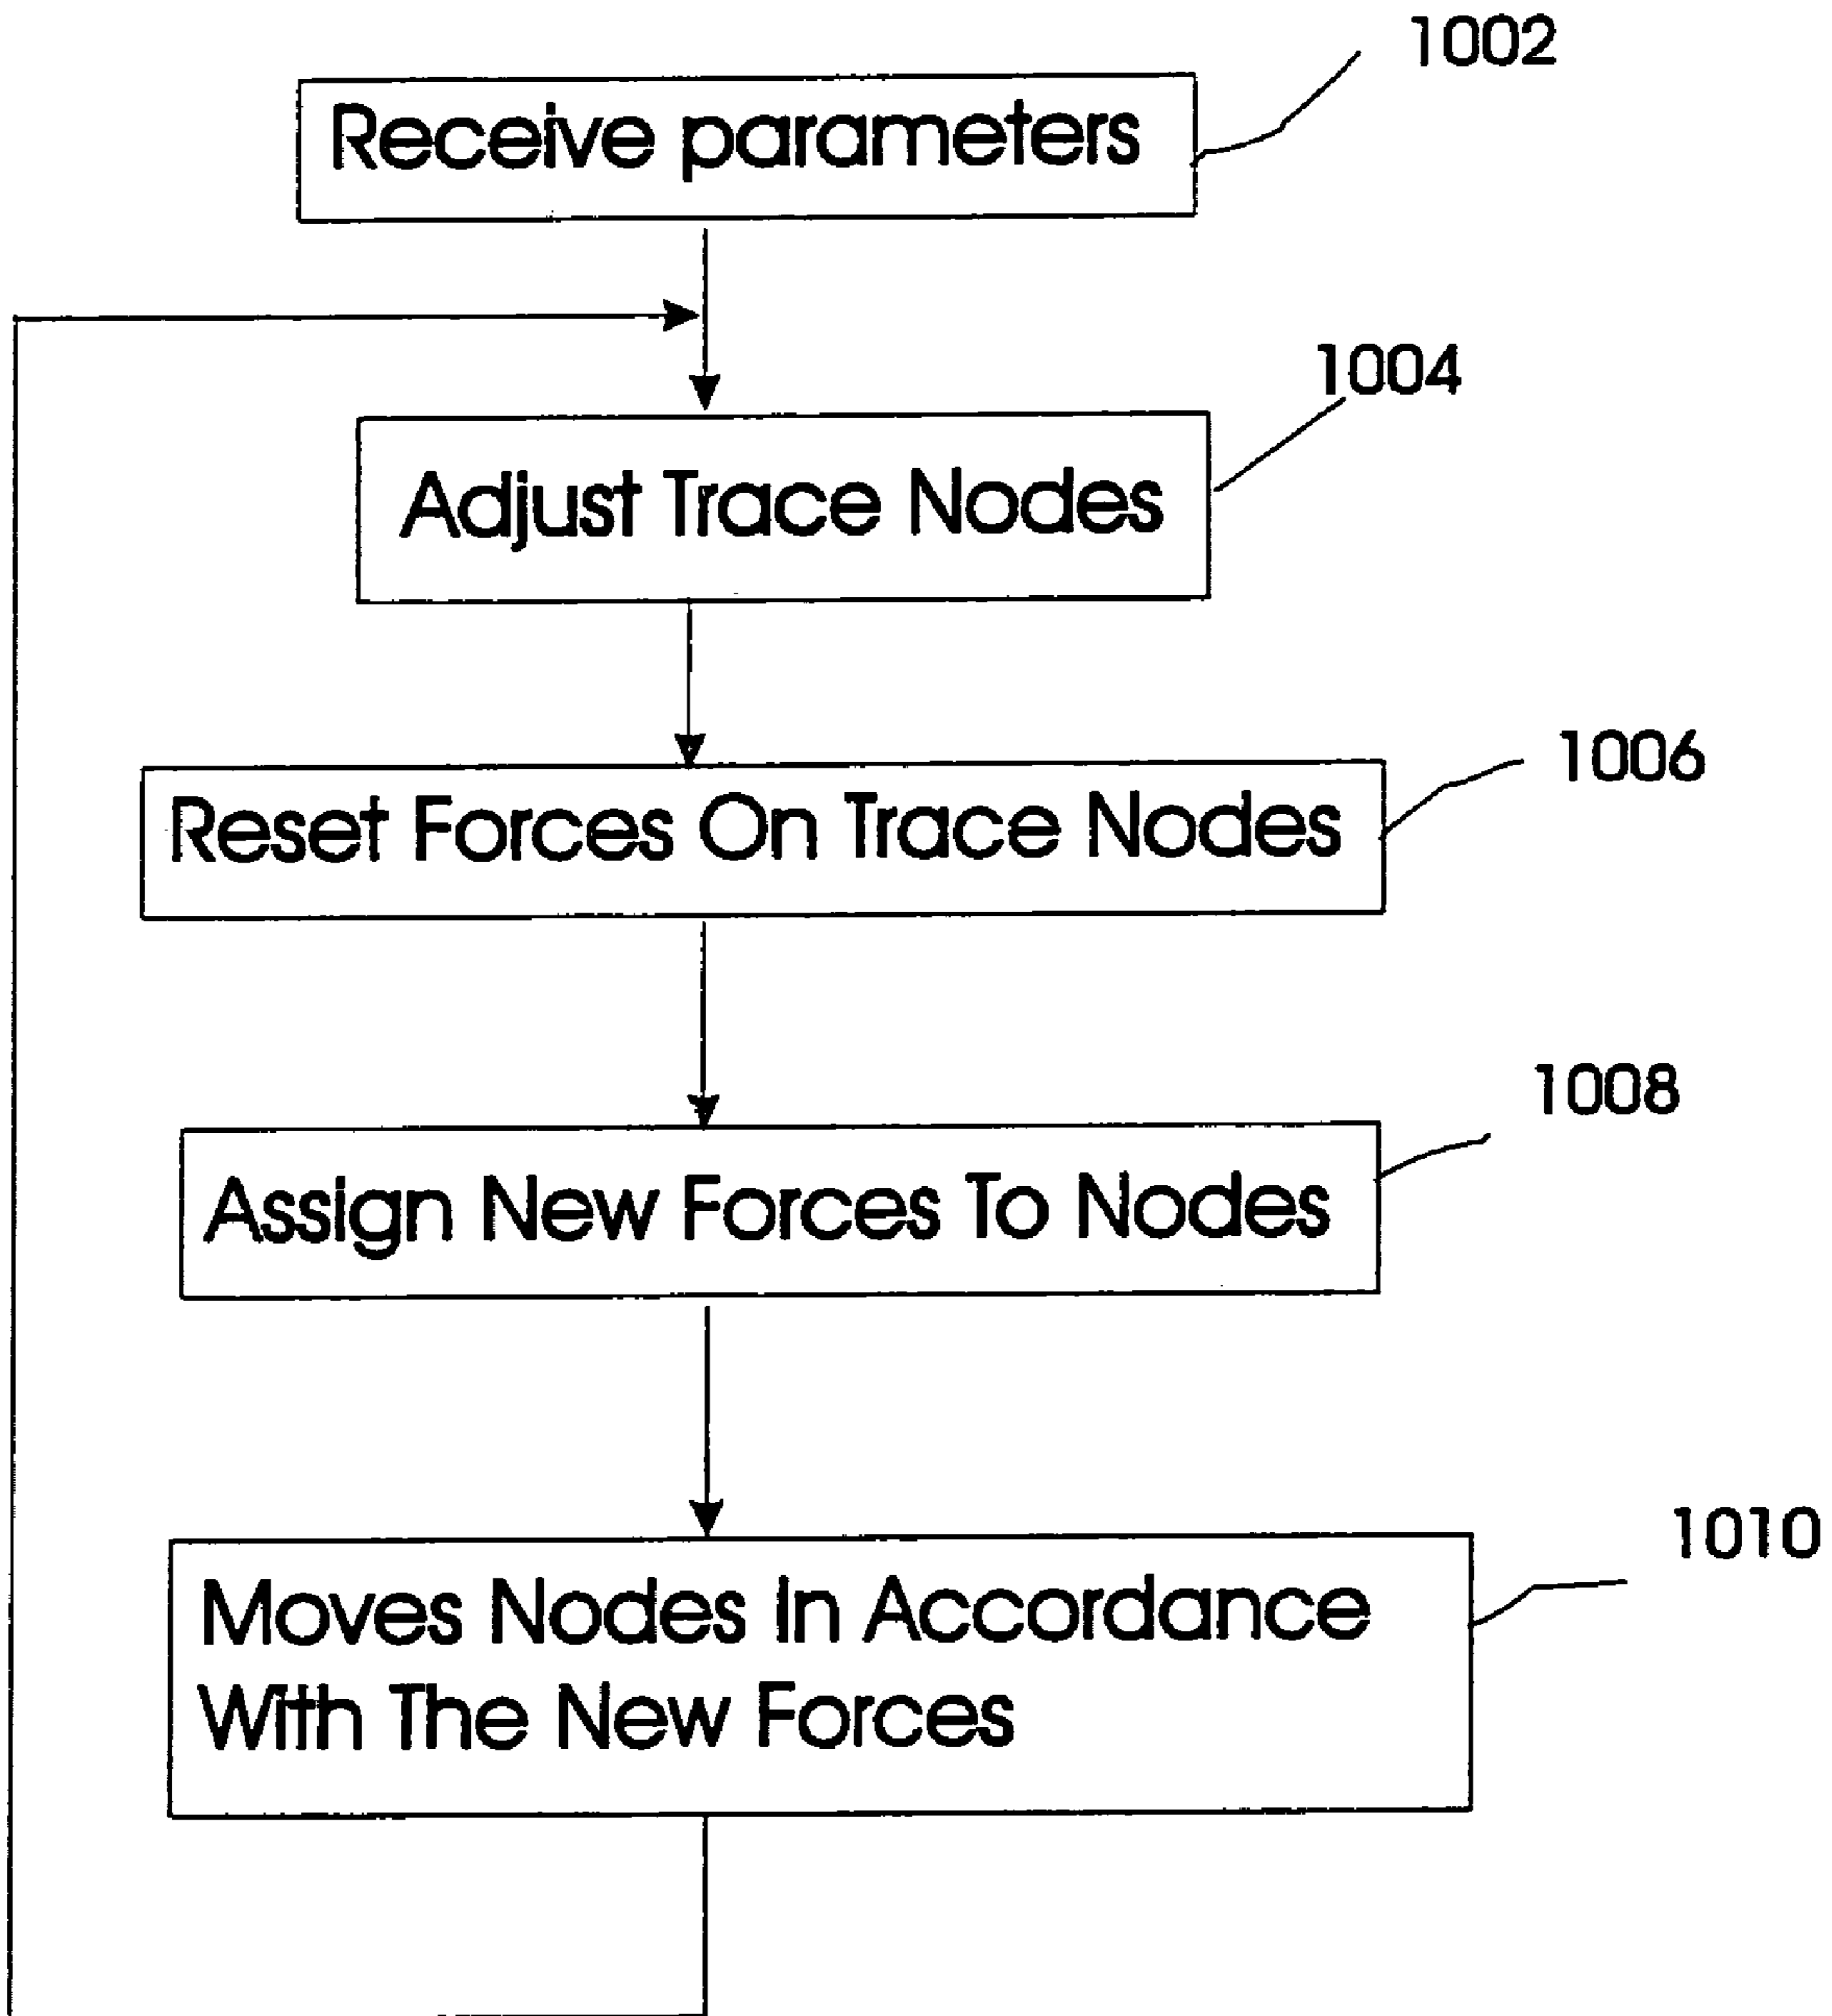 1002
Receive parameters
1004
Adjust Trace Nodes
1006
Reset Forces On Trace Nodes
1008
Assign New Forces To Nodes
1010
Moves Nodes In Accordance
With The New Forces